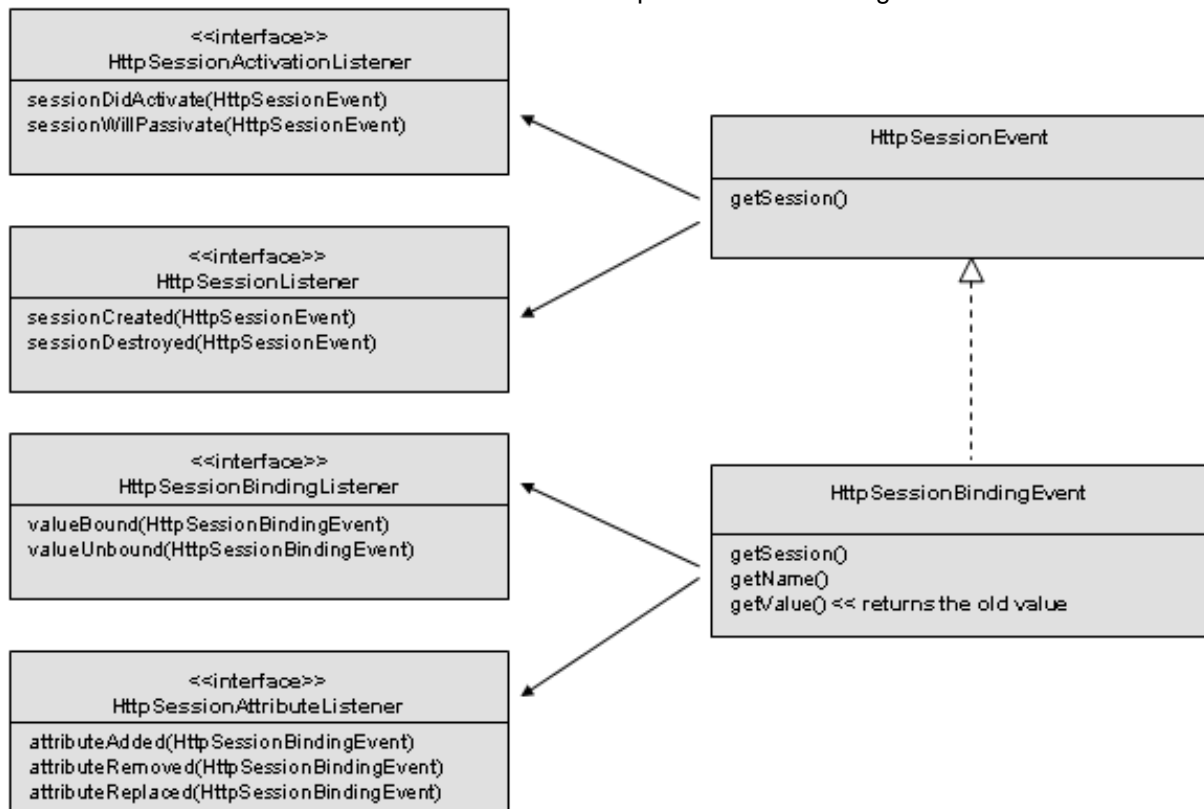 <<interface>>
HttpSessionActivationListener
sessionDidActivate(HttpSessionEvent)
sessionWillPassivate(HttpSessionEvent)
HttpSessionEvent
getSession()
<<interface>>
HttpSessionListener
sessionCreated(HttpSessionEvent)
sessionDestroyed(HttpSessionEvent)
<<interface>>
HttpSessionBindingListener
valueBound(HttpSessionBindingEvent)
valueUnbound(HttpSessionBindingEvent)
HttpSessionBindingEvent
getSession()
getName()
getValue() << returns the old value
<<interface>>
HttpSessionAttributeListener
attributeAdded(HttpSessionBindingEvent)
attributeRemoved(HttpSessionBindingEvent)
attributeReplaced(HttpSessionBindingEvent)